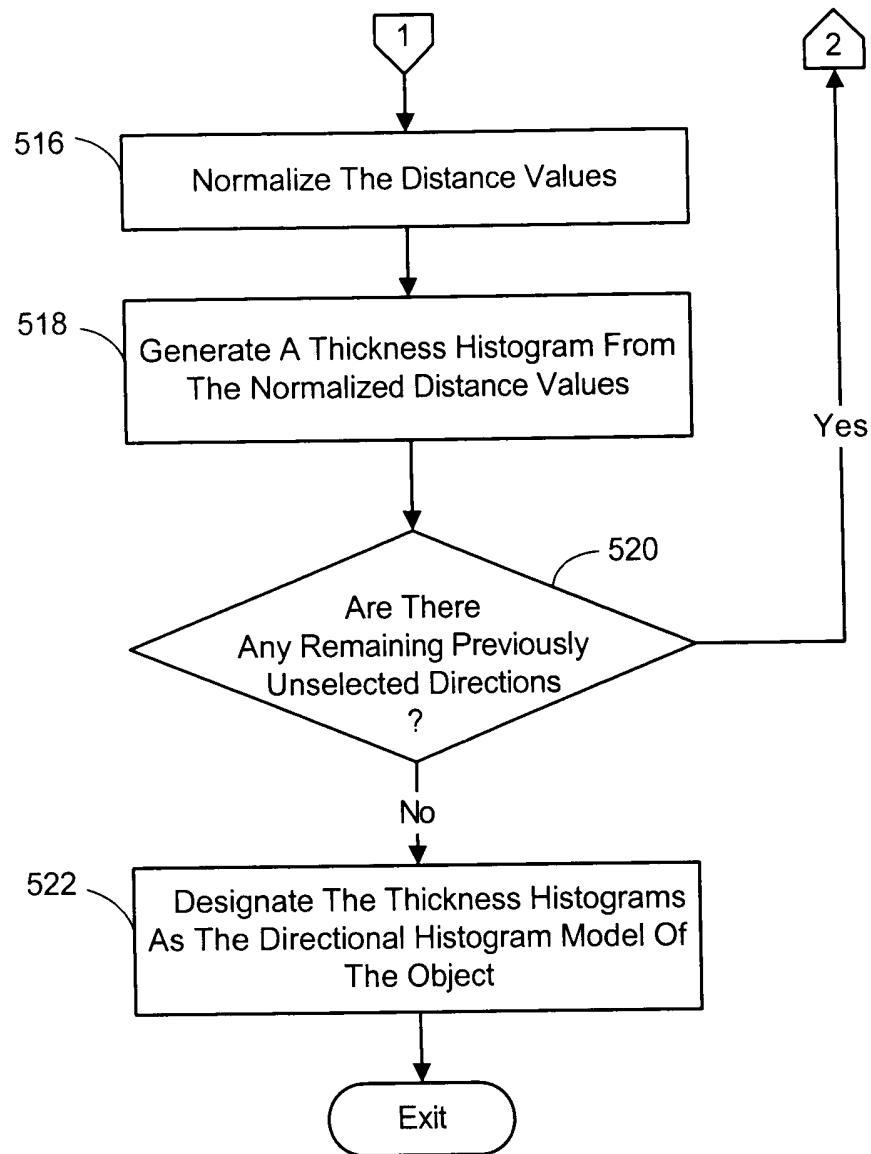 1
2
516
Normalize The Distance Values
518
Generate A Thickness Histogram From
The Normalized Distance Values
Yes
520
Are There
Any Remaining Previously
Unselected Directions
?
No
522
Designate The Thickness Histograms
As The Directional Histogram Model Of
The Object
Exit